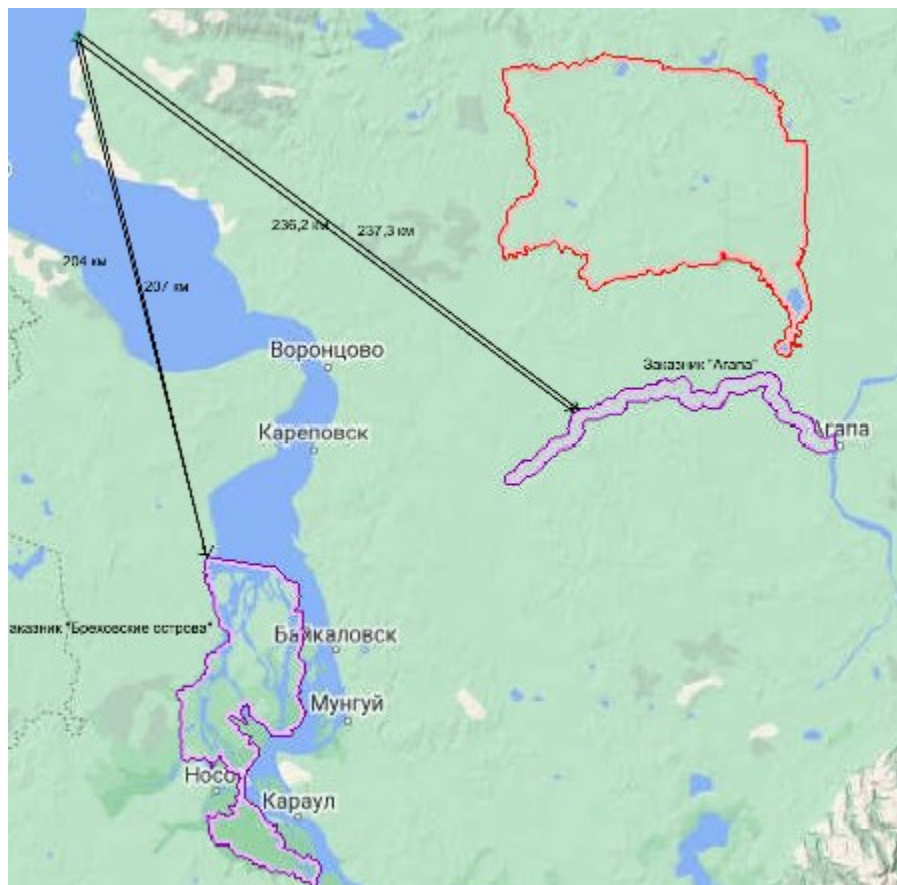 236,2 км
237,3 км
204 км
207 км
Воронцово
Заказник "Агапа"
Агапа
Кареповск
аказник "Бреховские острова"
Байкаловск
Мунгуй
Носо
Караул